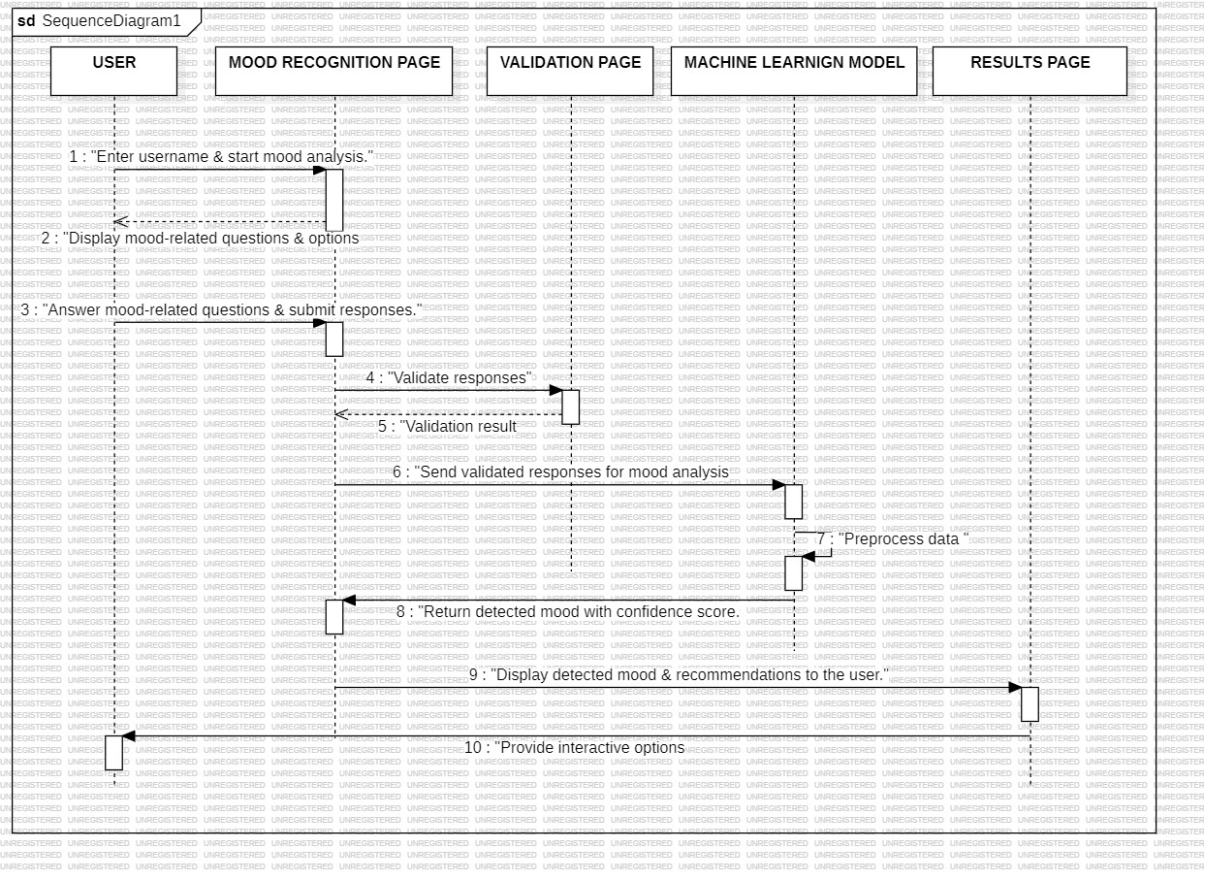 sd SequenceDiagram1
USER
MOOD RECOGNITION PAGE
VALIDATION PAGE
MACHINE LEARNIGN MODEL
RESULTS PAGE
1 : "Enter username & start mood analysis."
2 : "Display mood-related questions & options
3 : "Answer mood-related questions & submit responses."
4 : "Validate responses"
5 : "Validation result
6 : "Send validated responses for mood analysis
7 : "Preprocess data "
8 : "Return detected mood with confidence score.
9 : "Display detected mood & recommendations to the user."
10 : "Provide interactive options
UNREGISTERED